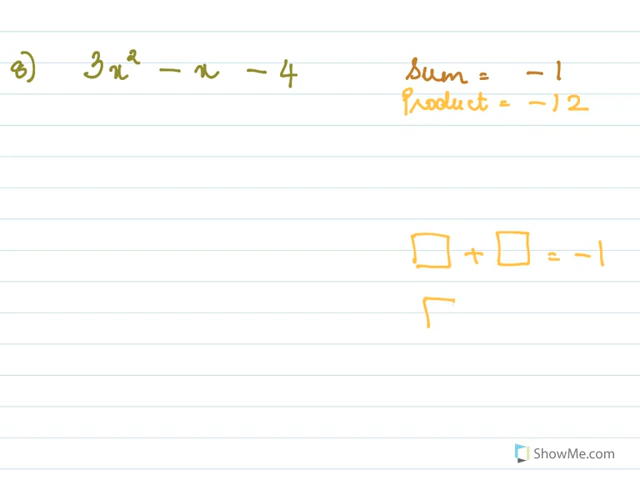 8) 3x² - x - 4
Sum = -1
Product = -12
□ + □ = -1
ShowMe.com